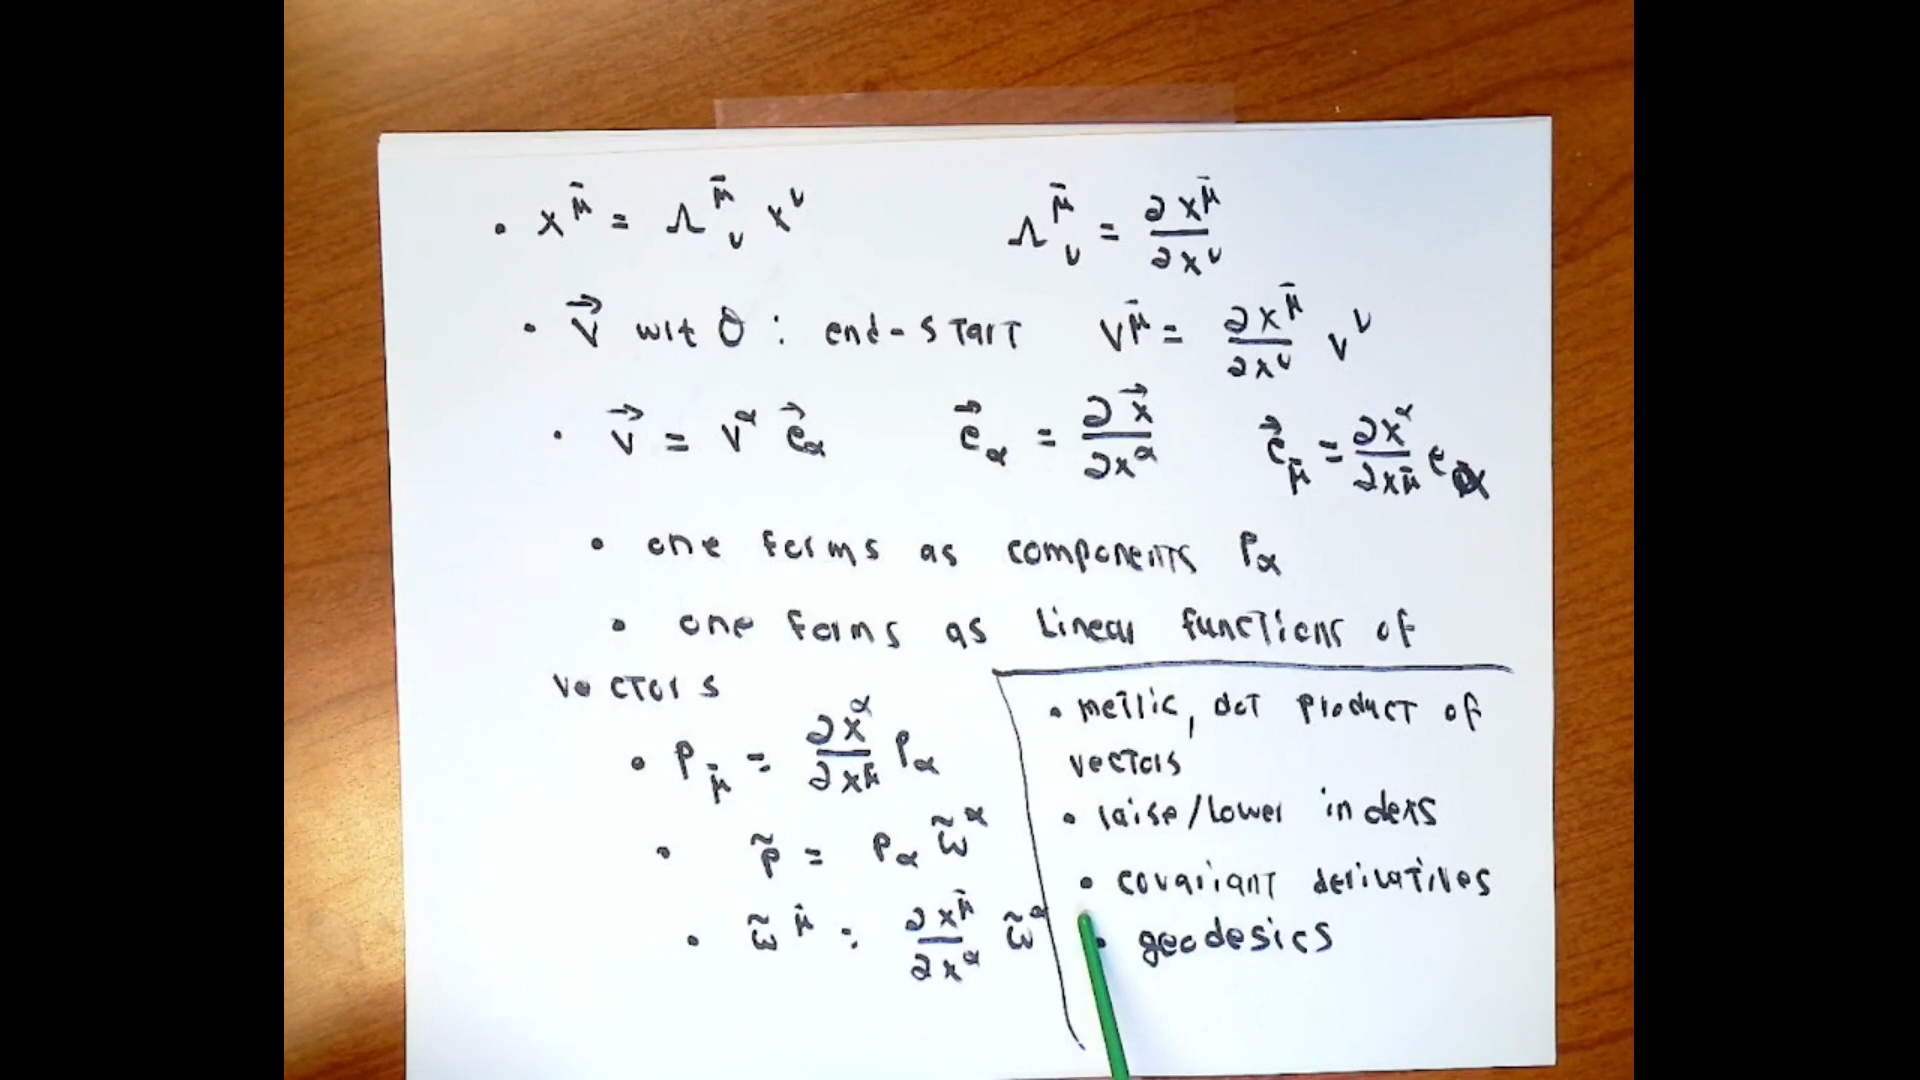 • x^μ̄ = Λ^μ̄_ν x^ν    Λ^μ̄_ν = ∂x^μ̄/∂x^ν
• V⃗ wit O : end-start    V^μ̄ = ∂x^μ̄/∂x^ν V^ν
• V⃗ = V^α e⃗_α    e⃗_α = ∂x⃗/∂x^α    e⃗_μ̄ = ∂x^α/∂x^μ̄ e_α
• one forms as components P_α
• one forms as Linear functions of
vectors
• P_μ̄ = ∂x^α/∂x^μ̄ P_α
• p̃ = P_α ω̃^α
• ω̃^μ̄ = ∂x^μ̄/∂x^α ω̃^α
• metric, dot product of
vectors
• raise/lower indexs
• covariant derivatives
• geodesics